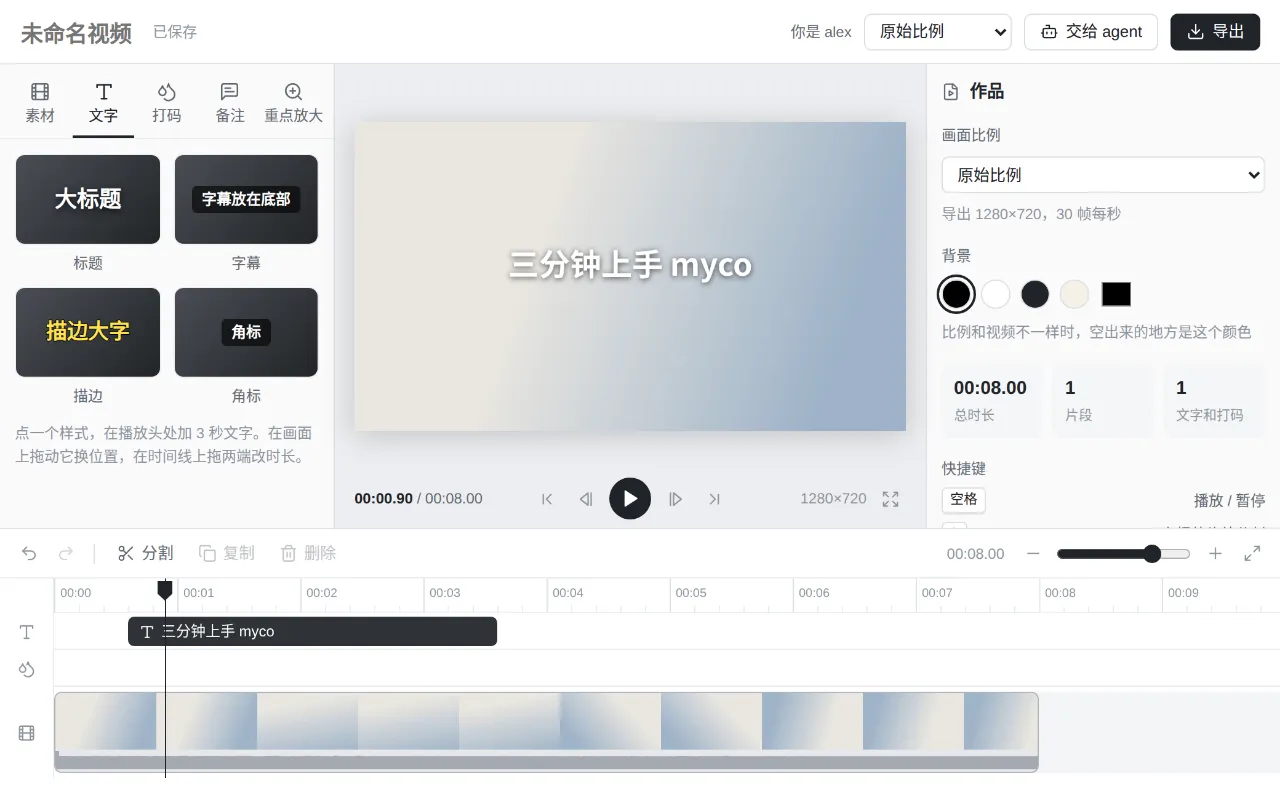 未命名视频 已保存 你是 alex 原始比例 交给 agent 导出
素材 文字 打码 备注 重点放大
大标题 字幕放在底部
标题 字幕
描边大字 角标
描边 角标
点一个样式，在播放头处加 3 秒文字。在画面
上拖动它换位置，在时间线上拖两端改时长。
三分钟上手 myco
00:00.90 / 00:08.00 1280×720
作品
画面比例
原始比例
导出 1280×720，30 帧每秒
背景
比例和视频不一样时，空出来的地方是这个颜色
00:08.00 1 1
总时长 片段 文字和打码
快捷键
空格 播放 / 暂停
分割 复制 删除 00:08.00
00:00 00:01 00:02 00:03 00:04 00:05 00:06 00:07 00:08 00:09
三分钟上手 myco